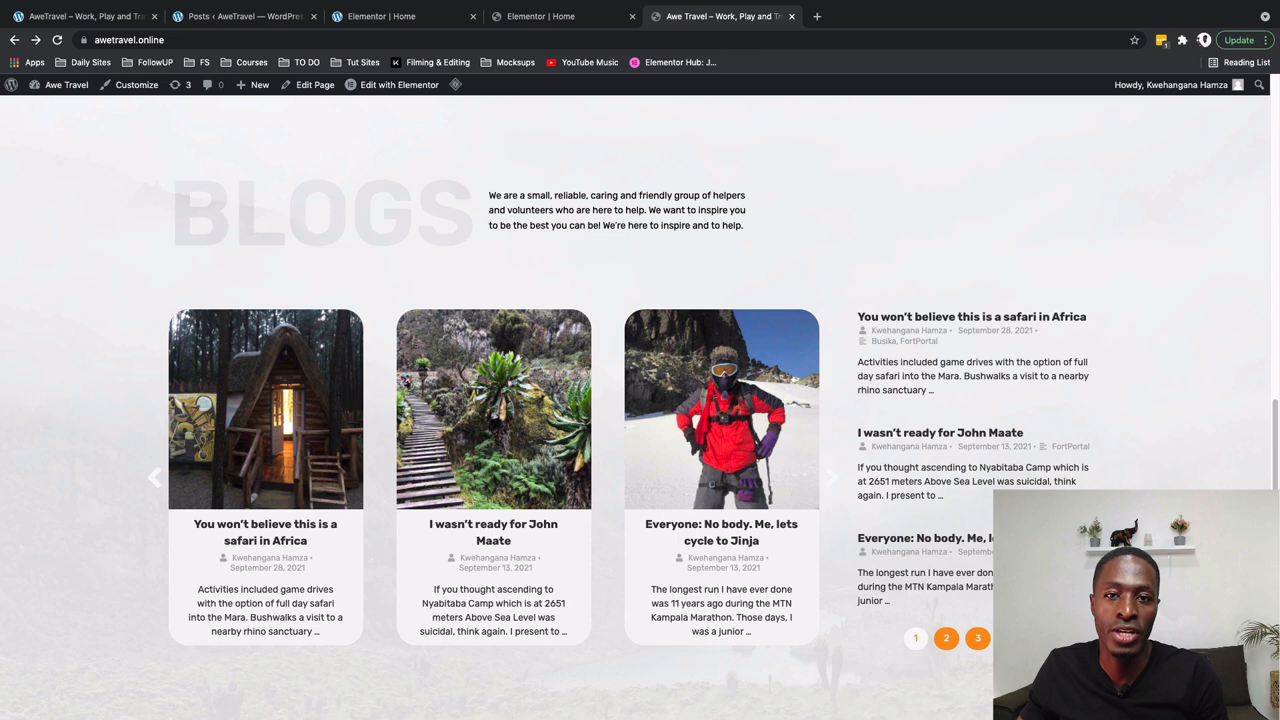 AweTravel – Work, Play and Tra
Posts ‹ AweTravel — WordPres
Elementor | Home
Elementor | Home
Awe Travel – Work, Play and Tr
awetravel.online
1
Update
Apps
Daily Sites
FollowUP
FS
Courses
TO DO
Tut Sites
Filming & Editing
Mocksups
YouTube Music
Elementor Hub: J...
Reading List
Awe Travel
Customize
3
0
New
Edit Page
Edit with Elementor
Howdy, Kwehangana Hamza
BLOGS
We are a small, reliable, caring and friendly group of helpers
and volunteers who are here to help. We want to inspire you
to be the best you can be! We're here to inspire and to help.
You won't believe this is a
safari in Africa
Kwehangana Hamza •
September 28, 2021
Activities included game drives
with the option of full day safari
into the Mara. Bushwalks a visit to a
nearby rhino sanctuary ...
I wasn't ready for John
Maate
Kwehangana Hamza •
September 13, 2021
If you thought ascending to
Nyabitaba Camp which is at 2651
meters Above Sea Level was
suicidal, think again. I present to ...
Everyone: No body. Me, lets
cycle to Jinja
Kwehangana Hamza •
September 13, 2021
The longest run I have ever done
was 11 years ago during the MTN
Kampala Marathon. Those days, I
was a junior ...
You won't believe this is a safari in Africa
Kwehangana Hamza • September 28, 2021 •
Busika, FortPortal
Activities included game drives with the option of full
day safari into the Mara. Bushwalks a visit to a nearby
rhino sanctuary ...
I wasn't ready for John Maate
Kwehangana Hamza • September 13, 2021 • FortPortal
If you thought ascending to Nyabitaba Camp which is
at 2651 meters Above Sea Level was suicidal, think
again. I present to ...
Everyone: No body. Me, l
Kwehangana Hamza • Septemb
The longest run I have ever don
during the MTN Kampala Marath
junior ...
1 2 3